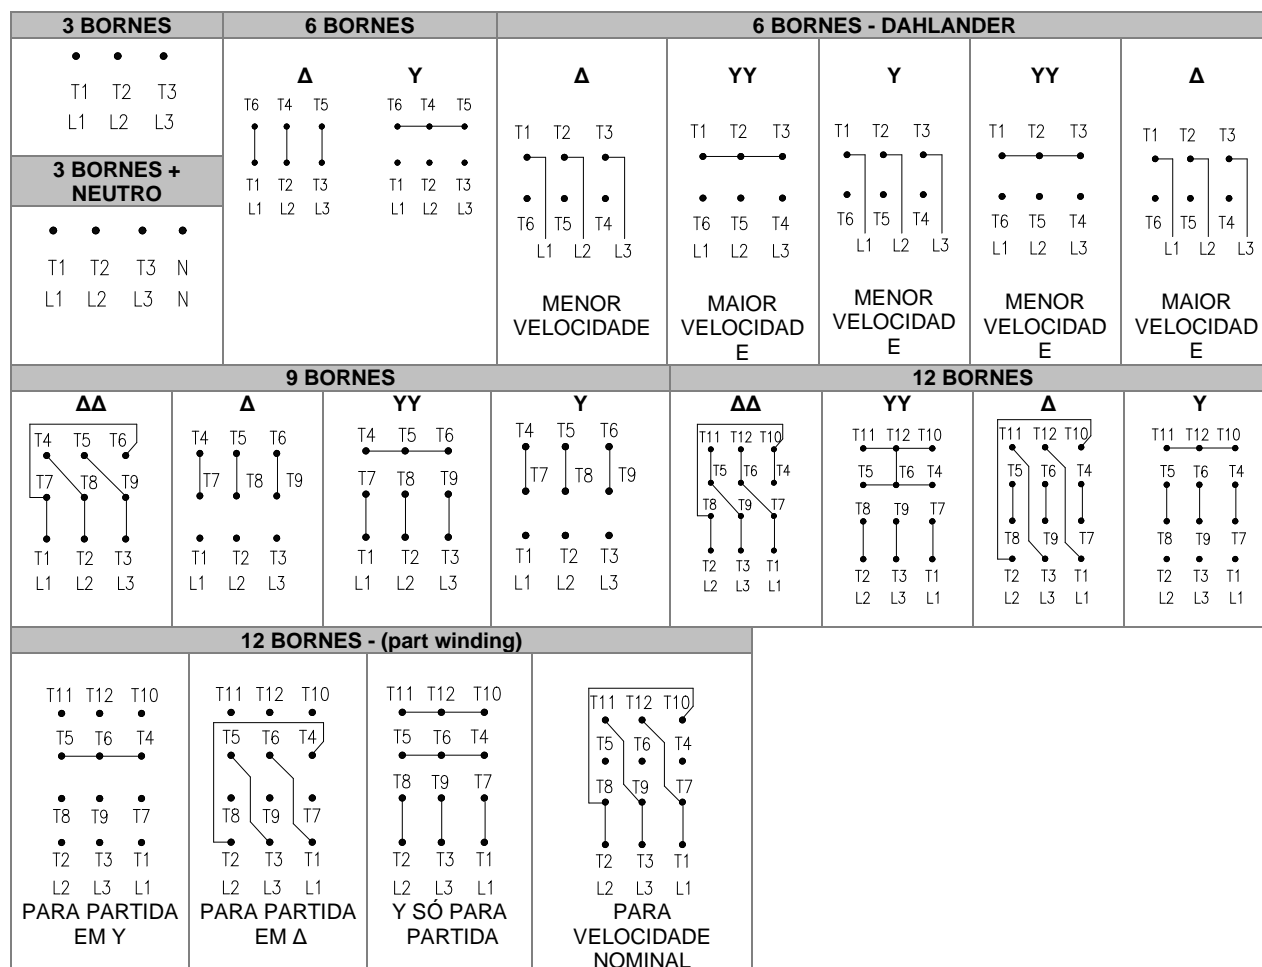 3 BORNES
T1 T2 T3
L1 L2 L3
3 BORNES +
NEUTRO
T1 T2 T3 N
L1 L2 L3 N
6 BORNES
Δ Y
T6 T4 T5 T6 T4 T5
T1 T2 T3 T1 T2 T3
L1 L2 L3 L1 L2 L3
6 BORNES - DAHLANDER
Δ
T1 T2 T3
T6 T5 T4
L1 L2 L3
MENOR
VELOCIDADE
YY
T1 T2 T3
T6 T5 T4
L1 L2 L3
MAIOR
VELOCIDAD
E
Y
T1 T2 T3
T6 T5 T4
L1 L2 L3
MENOR
VELOCIDAD
E
YY
T1 T2 T3
T6 T5 T4
L1 L2 L3
MENOR
VELOCIDAD
E
Δ
T1 T2 T3
T6 T5 T4
L1 L2 L3
MAIOR
VELOCIDAD
E
9 BORNES
ΔΔ
T4 T5 T6
T7 T8 T9
T1 T2 T3
L1 L2 L3
Δ
T4 T5 T6
T7 T8 T9
T1 T2 T3
L1 L2 L3
YY
T4 T5 T6
T7 T8 T9
T1 T2 T3
L1 L2 L3
Y
T4 T5 T6
T7 T8 T9
T1 T2 T3
L1 L2 L3
12 BORNES
ΔΔ
T11 T12 T10
T5 T6 T4
T8 T9 T7
T2 T3 T1
L2 L3 L1
YY
T11 T12 T10
T5 T6 T4
T8 T9 T7
T2 T3 T1
L2 L3 L1
Δ
T11 T12 T10
T5 T6 T4
T8 T9 T7
T2 T3 T1
L2 L3 L1
Y
T11 T12 T10
T5 T6 T4
T8 T9 T7
T2 T3 T1
L2 L3 L1
12 BORNES - (part winding)
T11 T12 T10
T5 T6 T4
T8 T9 T7
T2 T3 T1
L2 L3 L1
PARA PARTIDA
EM Y
T11 T12 T10
T5 T6 T4
T8 T9 T7
T2 T3 T1
L2 L3 L1
PARA PARTIDA
EM Δ
T11 T12 T10
T5 T6 T4
T8 T9 T7
T2 T3 T1
L2 L3 L1
Y SÓ PARA
PARTIDA
T11 T12 T10
T5 T6 T4
T8 T9 T7
T2 T3 T1
L2 L3 L1
PARA
VELOCIDADE
NOMINAL